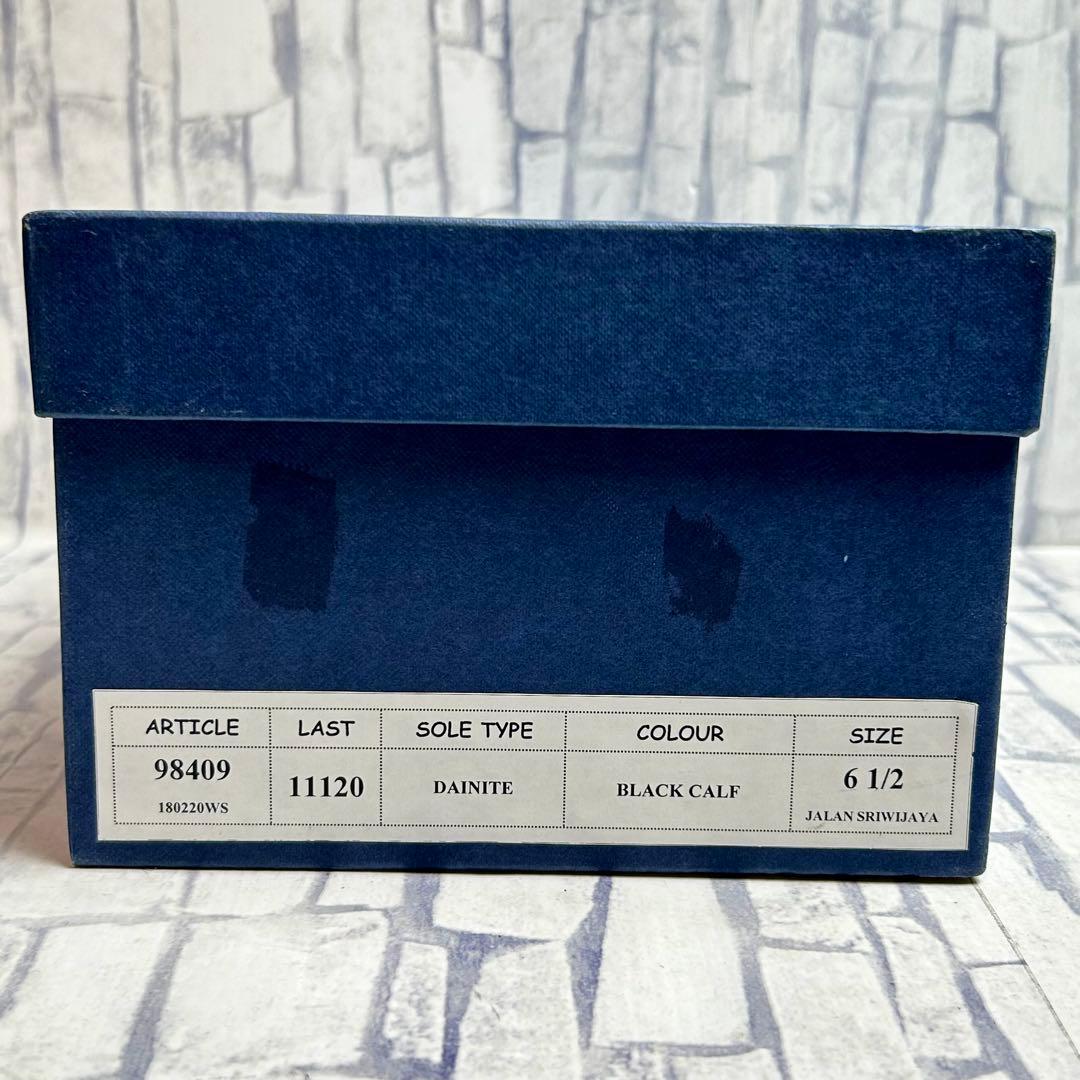 ARTICLE LAST SOLE TYPE COLOUR SIZE
98409 11120 DAINITE BLACK CALF 6 1/2
180220WS JALAN SRIWIJAYA